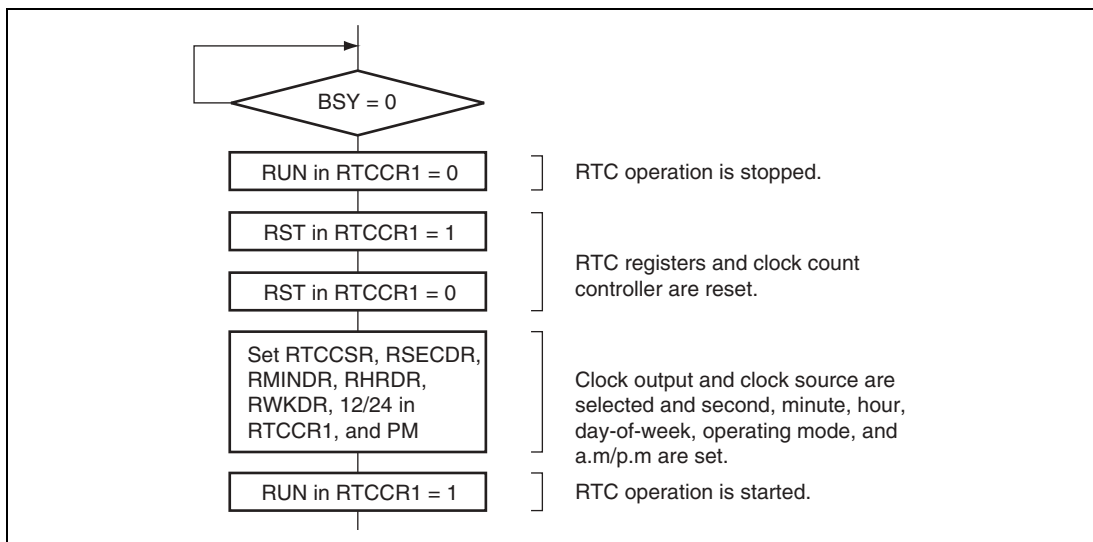 BSY = 0
RUN in RTCCR1 = 0
RTC operation is stopped.
RST in RTCCR1 = 1
RST in RTCCR1 = 0
RTC registers and clock count
controller are reset.
Set RTCCSR, RSECDR,
RMINDR, RHRDR,
RWKDR, 12/24 in
RTCCR1, and PM
Clock output and clock source are
selected and second, minute, hour,
day-of-week, operating mode, and
a.m/p.m are set.
RUN in RTCCR1 = 1
RTC operation is started.